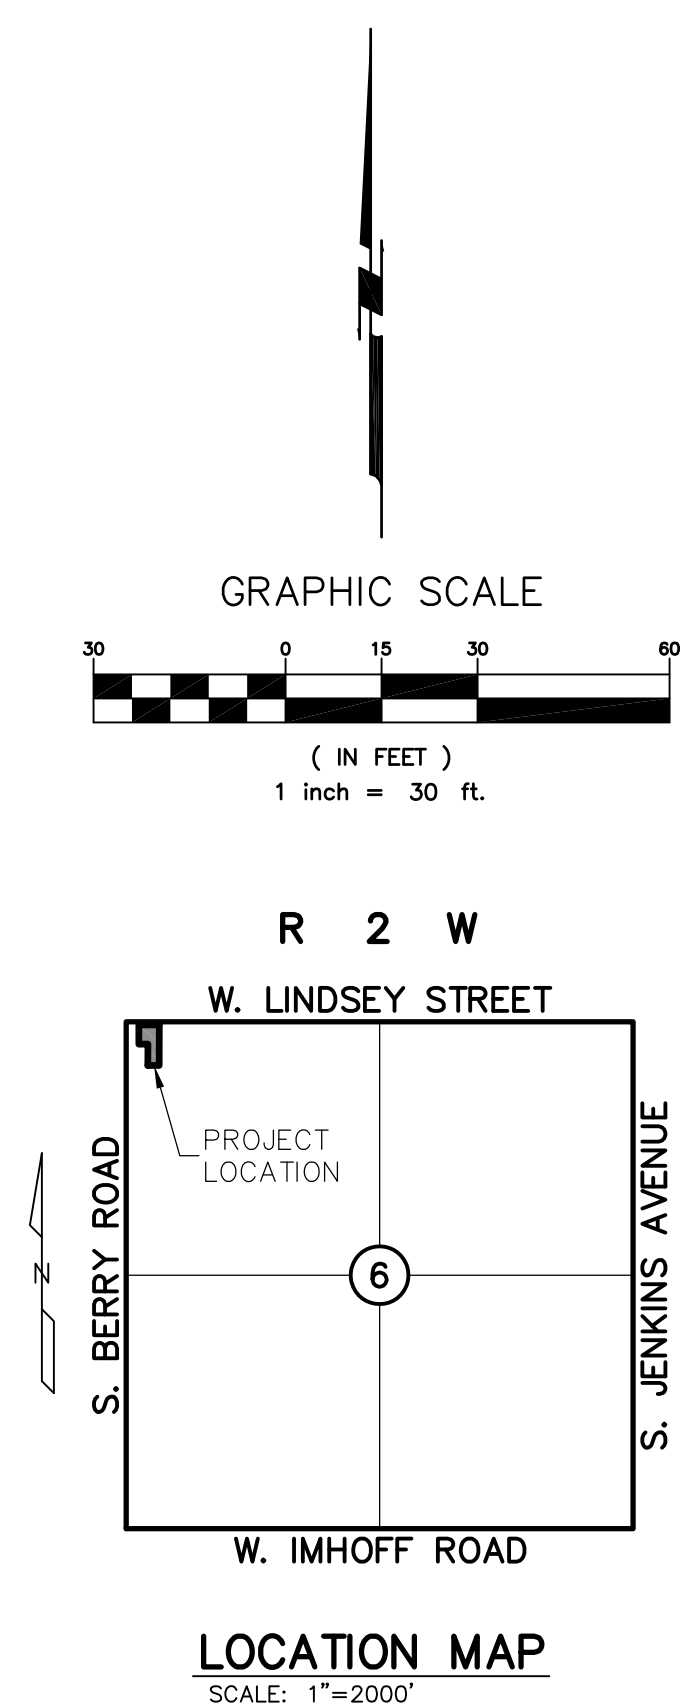 GRAPHIC SCALE
30 0 15 30 60
( IN FEET )
1 inch = 30 ft.
R 2 W
W. LINDSEY STREET
PROJECT
LOCATION
S. BERRY ROAD
S. JENKINS AVENUE
N
6
W. IMHOFF ROAD
LOCATION MAP
SCALE: 1"=2000'